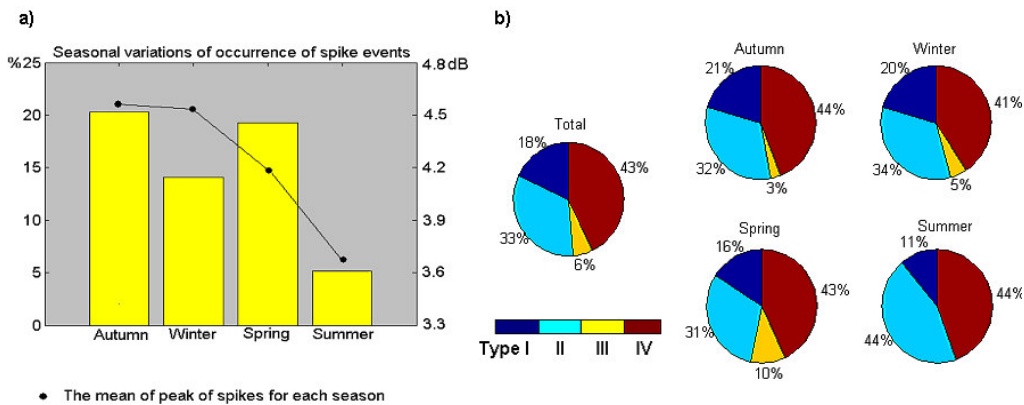 a)
Seasonal variations of occurrence of spike events
%25
20
15
10
5
0
4.8dB
4.5
4.2
3.9
3.6
3.3
Autumn Winter Spring Summer
The mean of peak of spikes for each season
b)
Total
18%
43%
33%
6%
Autumn
21%
44%
32%
3%
Winter
20%
41%
34%
5%
Spring
16%
43%
31%
10%
Summer
11%
44%
44%
Type I II III IV